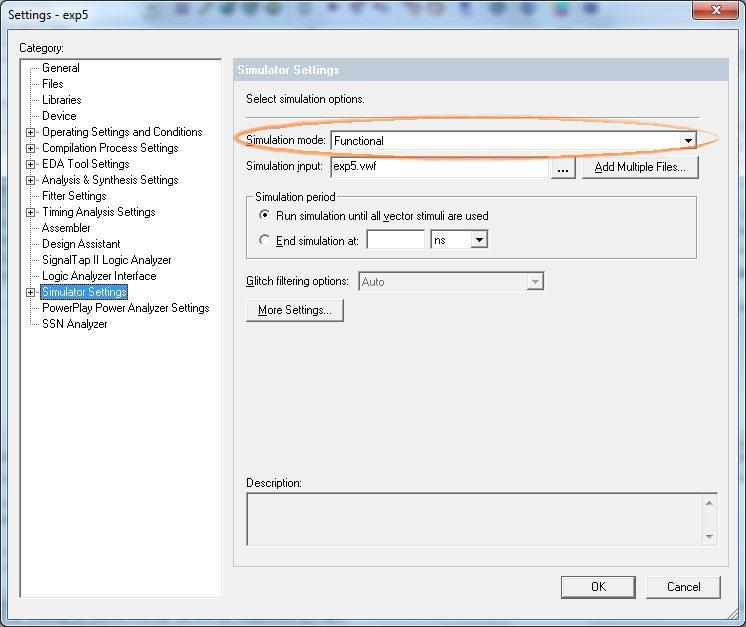 Settings - exp5
Category:
General
Files
Libraries
Device
Operating Settings and Conditions
Compilation Process Settings
EDA Tool Settings
Analysis & Synthesis Settings
Fitter Settings
Timing Analysis Settings
Assembler
Design Assistant
SignalTap II Logic Analyzer
Logic Analyzer Interface
Simulator Settings
PowerPlay Power Analyzer Settings
SSN Analyzer
Simulator Settings
Select simulation options.
Simulation mode: Functional
Simulation input: exp5.vwf ... Add Multiple Files...
Simulation period
Run simulation until all vector stimuli are used
End simulation at: ns
Glitch filtering options: Auto
More Settings...
Description:
OK Cancel